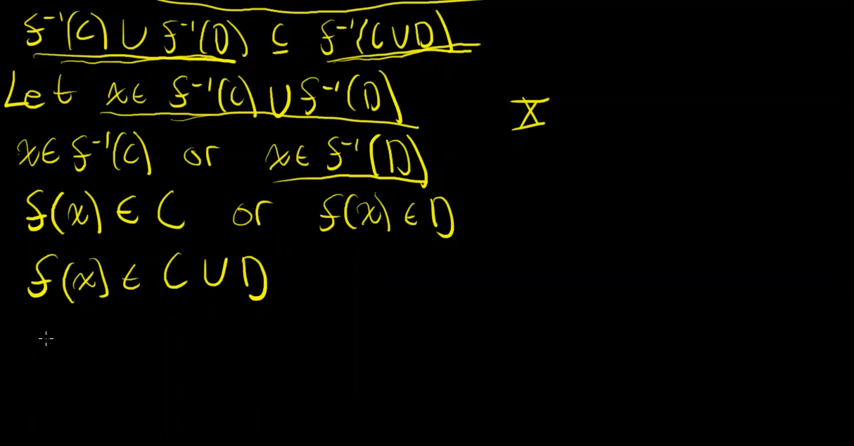 f⁻¹(C) ∪ f⁻¹(D) ⊆ f⁻¹(C∪D)
Let x∈ f⁻¹(C) ∪ f⁻¹(D)
X
x∈ f⁻¹(C) or x∈ f⁻¹(D)
f(x) ∈ C or f(x) ∈ D
f(x) ∈ C ∪ D